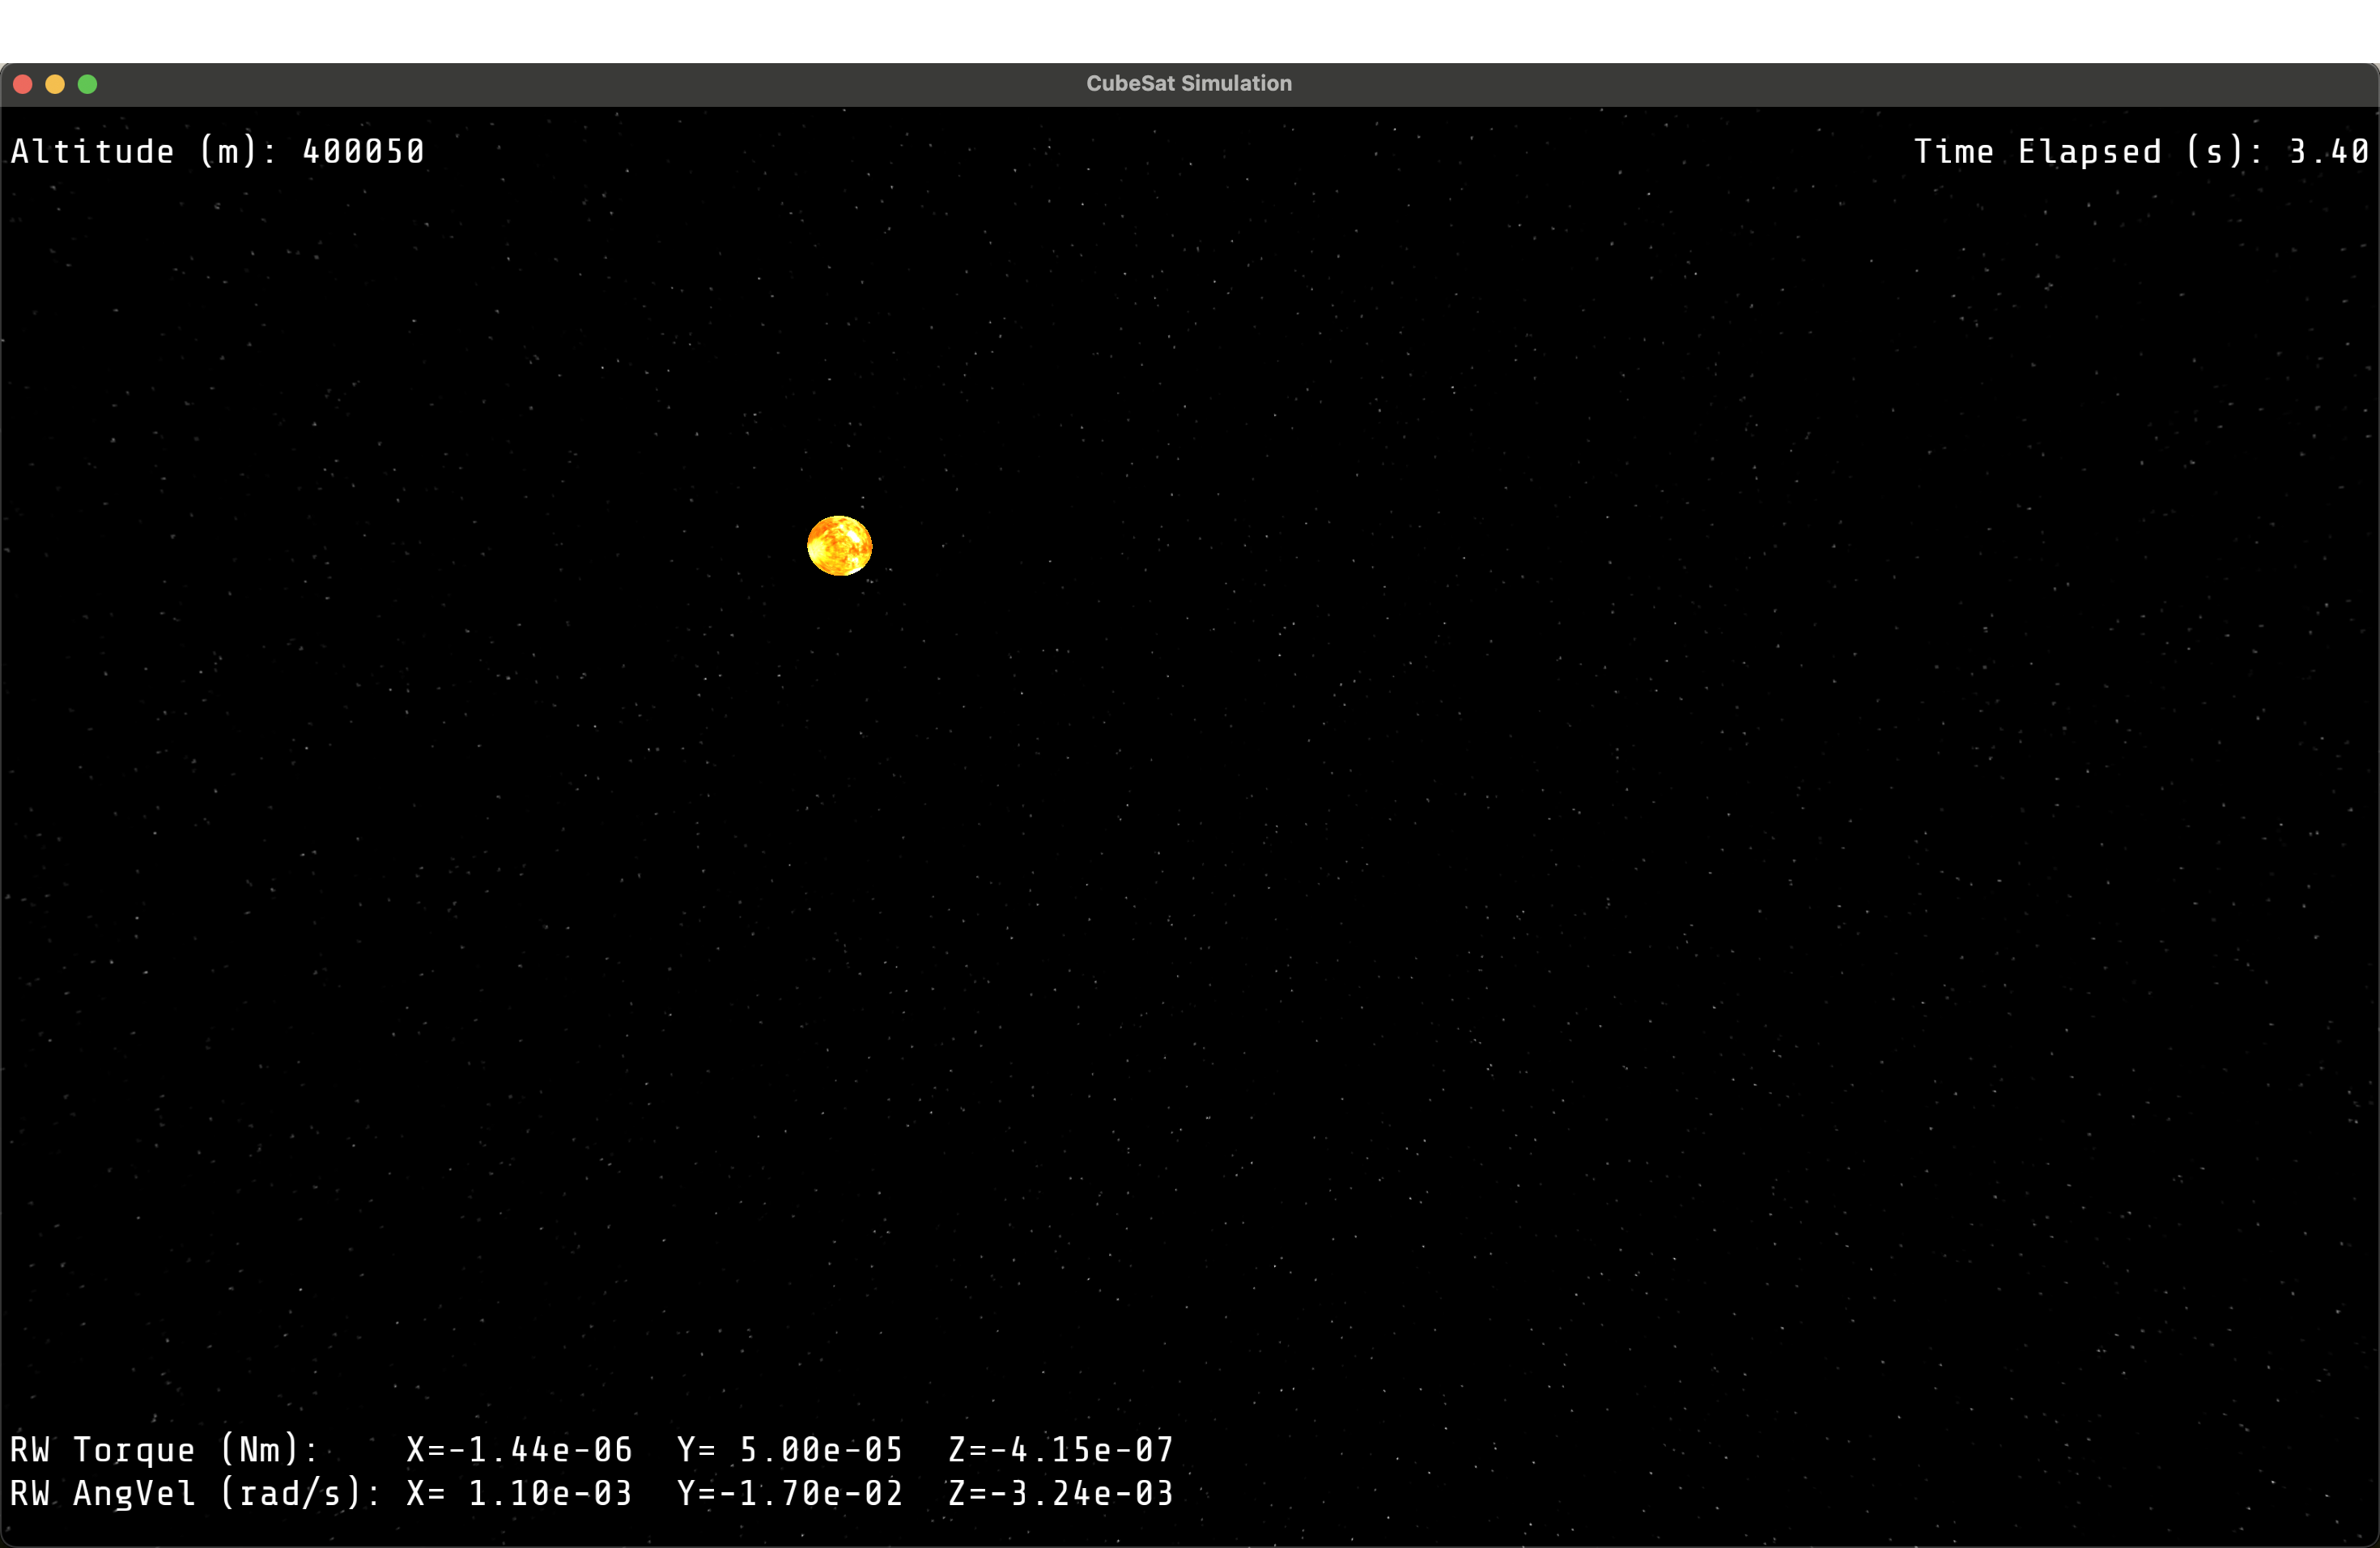 CubeSat Simulation
Altitude (m): 400050
Time Elapsed (s): 3.40
RW Torque (Nm): X=-1.44e-06 Y= 5.00e-05 Z=-4.15e-07
RW AngVel (rad/s): X= 1.10e-03 Y=-1.70e-02 Z=-3.24e-03